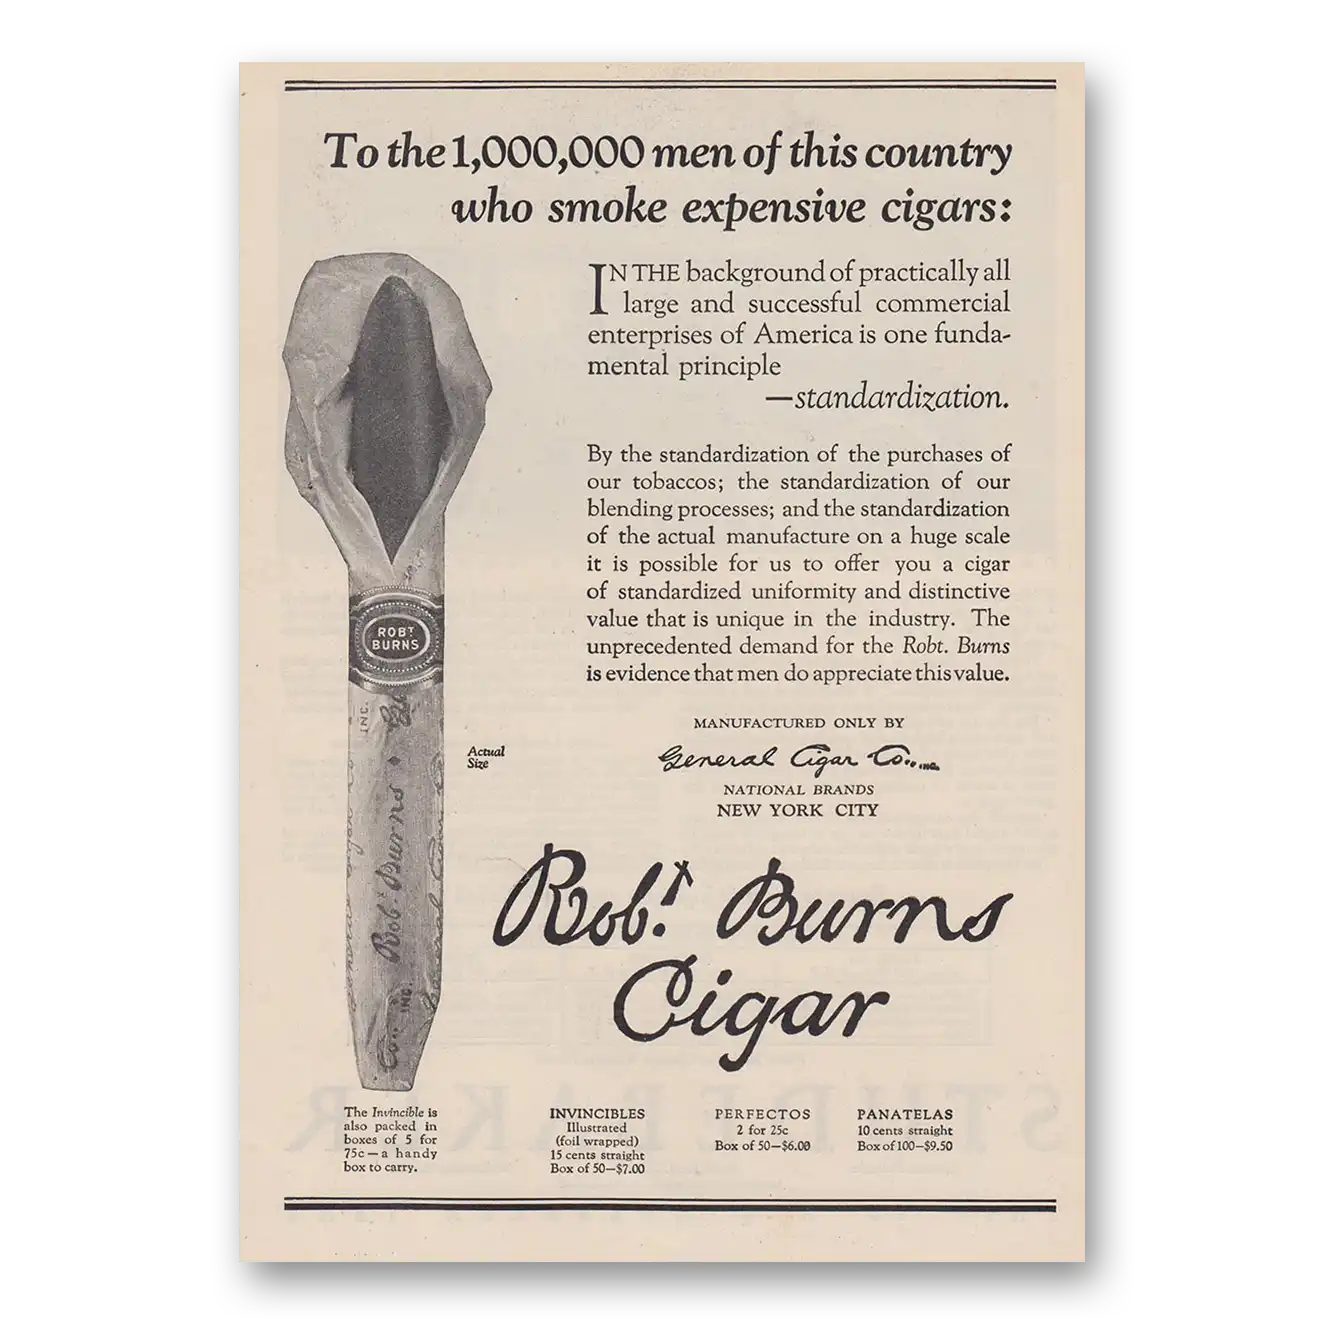 To the 1,000,000 men of this country
who smoke expensive cigars:
IN THE background of practically all
large and successful commercial
enterprises of America is one funda-
mental principle
—standardization.
By the standardization of the purchases of
our tobaccos; the standardization of our
blending processes; and the standardization
of the actual manufacture on a huge scale
it is possible for us to offer you a cigar
of standardized uniformity and distinctive
value that is unique in the industry. The
unprecedented demand for the Robt. Burns
is evidence that men do appreciate this value.
MANUFACTURED ONLY BY
General Cigar Co., INC.
NATIONAL BRANDS
NEW YORK CITY
ROBT
BURNS
INC.
Robt. Burns
Co., INC.
Actual
Size
Robt. Burns
Cigar
The Invincible is
also packed in
boxes of 5 for
75c—a handy
box to carry.
INVINCIBLES
Illustrated
(foil wrapped)
15 cents straight
Box of 50—$7.00
PERFECTOS
2 for 25c
Box of 50—$6.00
PANATELAS
10 cents straight
Box of 100—$9.50